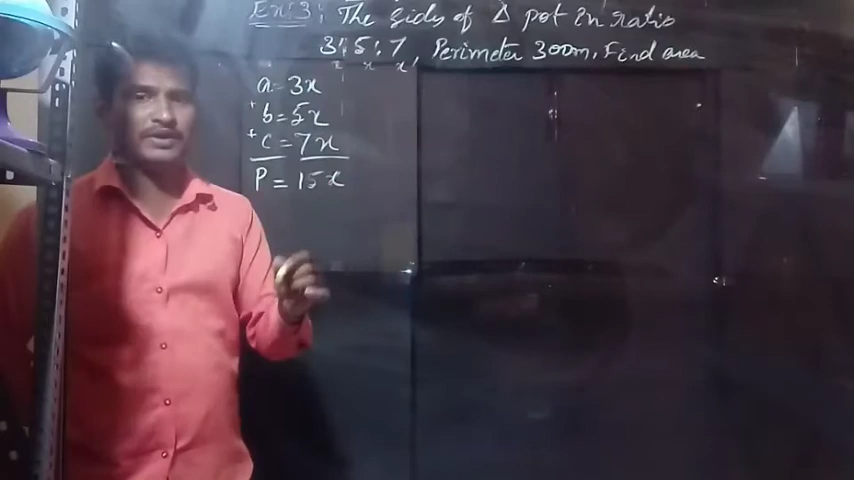 Ex:3: The sides of Δ pot in ratio
3:5:7, Perimeter 300m, Find area
x x x
a=3x
+ b=5x
+ c=7x
P=15x